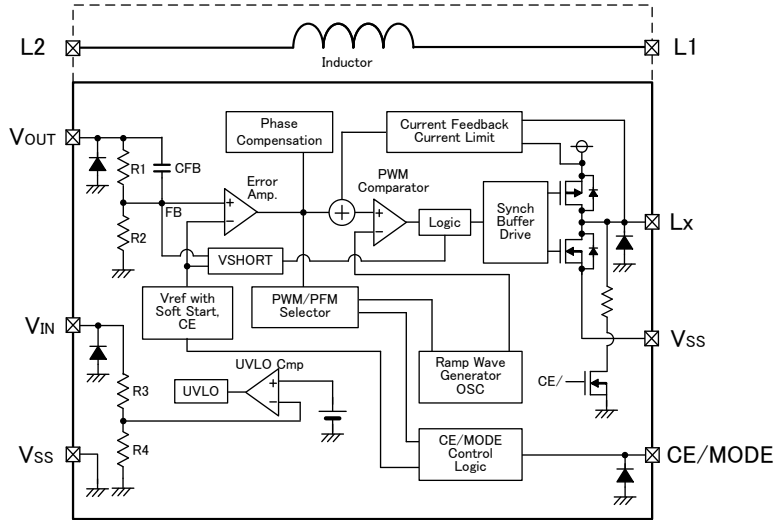 L2
L1
Inductor
VOUT
Phase
Compensation
Current Feedback
Current Limit
R1
CFB
Error
Amp.
PWM
Comparator
FB
+
−
+
+
−
Logic
Synch
Buffer
Drive
Lx
R2
VSHORT
Vref with
Soft Start,
CE
PWM/PFM
Selector
VIN
VSS
UVLO Cmp
Ramp Wave
Generator
OSC
CE/
R3
UVLO
+
−
R4
VSS
CE/MODE
Control
Logic
CE/MODE